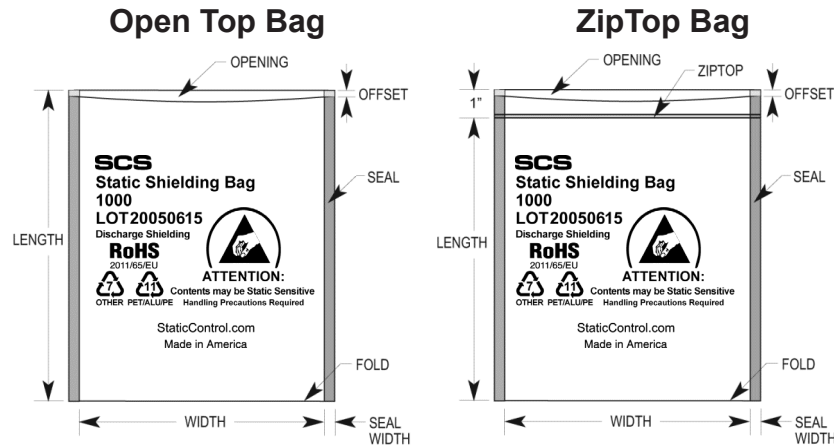 Open Top Bag
OPENING
OFFSET
SCS
Static Shielding Bag
1000
LOT20050615
Discharge Shielding
RoHS
2011/65/EU
7
11
OTHER PET/ALU/PE
ATTENTION:
Contents may be Static Sensitive
Handling Precautions Required
StaticControl.com
Made in America
LENGTH
SEAL
FOLD
WIDTH
SEAL
WIDTH
ZipTop Bag
OPENING
ZIPTOP
OFFSET
1"
SCS
Static Shielding Bag
1000
LOT20050615
Discharge Shielding
RoHS
2011/65/EU
7
11
OTHER PET/ALU/PE
ATTENTION:
Contents may be Static Sensitive
Handling Precautions Required
StaticControl.com
Made in America
LENGTH
SEAL
FOLD
WIDTH
SEAL
WIDTH